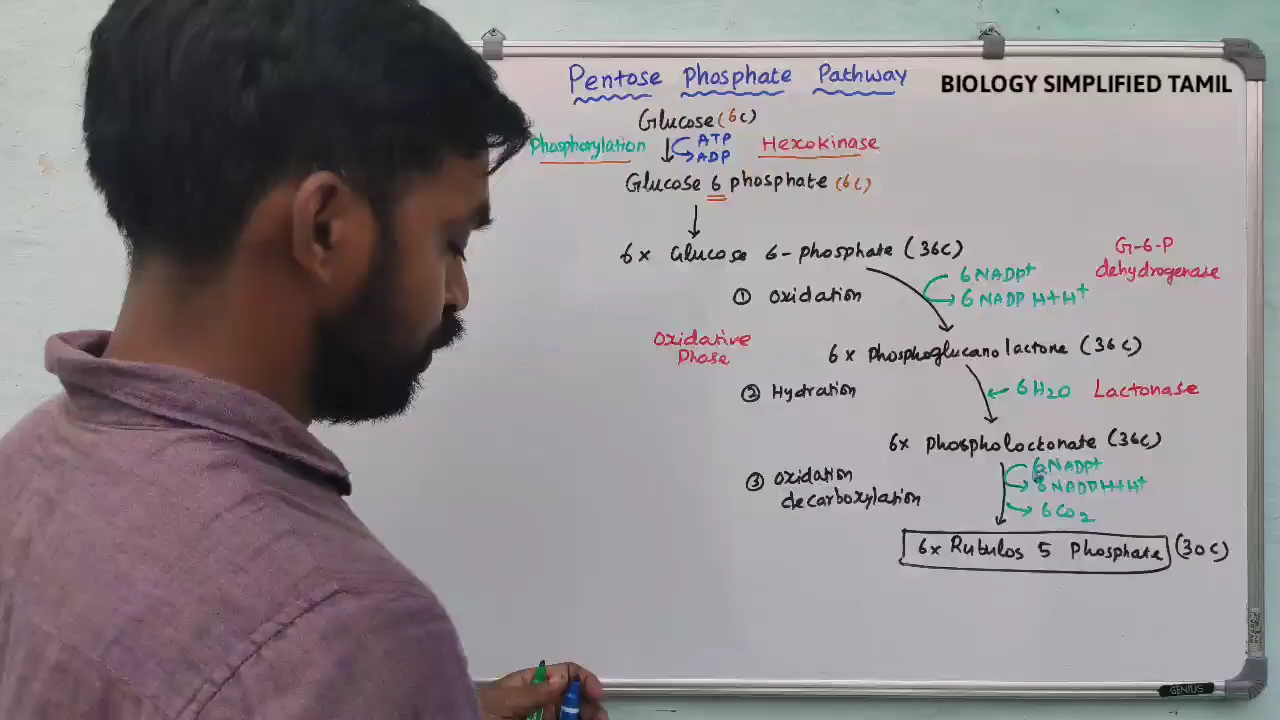 Pentose Phosphate Pathway
BIOLOGY SIMPLIFIED TAMIL
Glucose (6C)
Phosphorylation
ATP
ADP
Hexokinase
Glucose 6 phosphate (6C)
6x Glucose 6-phosphate (36C)
G-6-P
dehydrogenase
6 NADP+
6 NADPH+H+
① Oxidation
Oxidative
Phase
6x Phosphoglucanolactone (36C)
② Hydration
6H2O
Lactonase
6x Phospholoctonate (36C)
③ Oxidation
decarboxylation
6NADP+
6NADPH+H+
6CO2
6x Rubulos 5 Phosphate (30C)
GENIUS